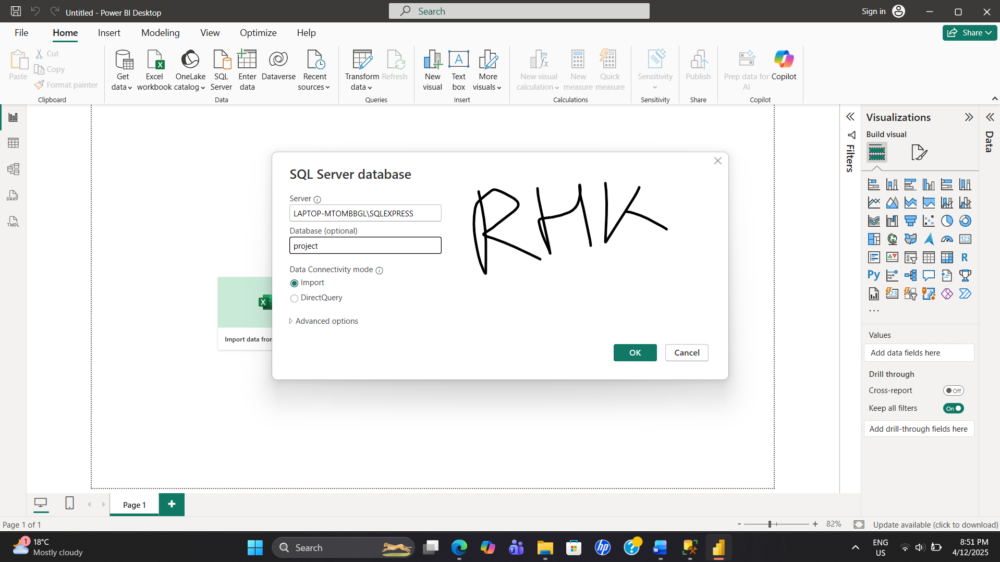 Untitled - Power BI Desktop
Search
Sign in
File Home Insert Modeling View Optimize Help
Share
Paste
Cut
Copy
Format painter
Clipboard
Get data
Excel workbook
OneLake catalog
SQL Server
Enter data
Dataverse
Recent sources
Data
Transform data
Refresh
Queries
New visual
Text box
More visuals
Insert
New visual calculation
New measure
Quick measure
Calculations
Sensitivity
Sensitivity
Publish
Share
Prep data for AI
Copilot
Copilot
SQL Server database
Server
LAPTOP-MTOMBBGL\SQLEXPRESS
Database (optional)
project
Data Connectivity mode
Import
DirectQuery
Advanced options
OK
Cancel
RHK
Import data fro
Filters
Visualizations
Build visual
Data
DAX
TMDL
123
R
Py
123
...
Values
Add data fields here
Drill through
Cross-report
Off
Keep all filters
On
Add drill-through fields here
Page 1
Page 1 of 1
- + 82%
Update available (click to download)
1
18°C
Mostly cloudy
Search
ENG
US
8:51 PM
4/12/2025